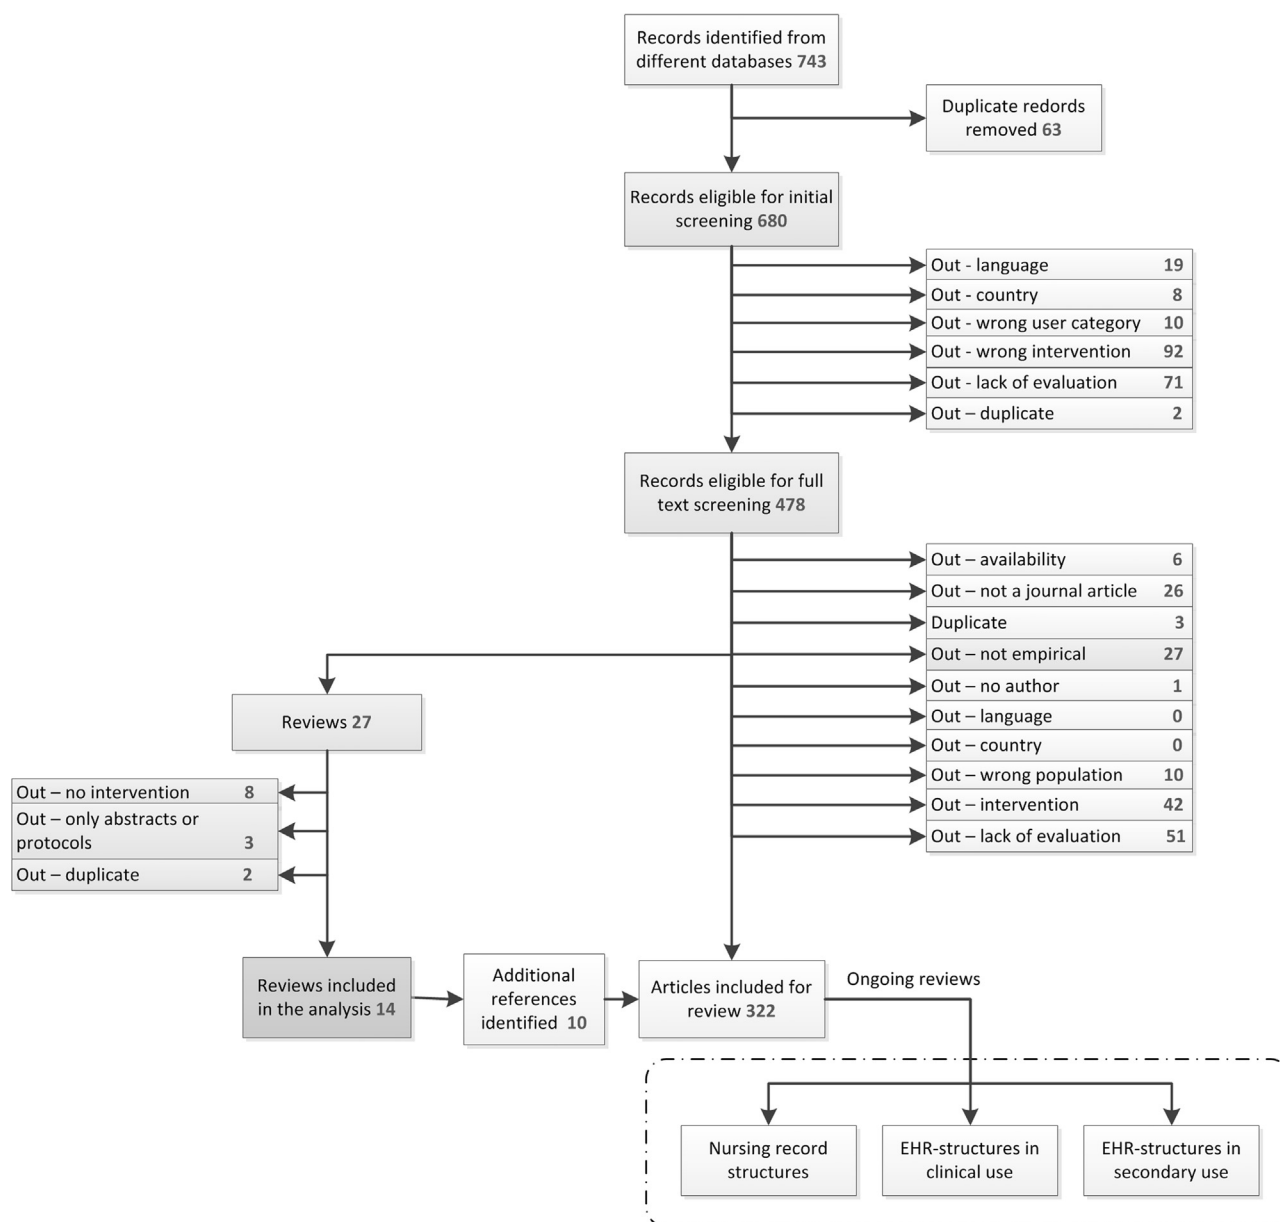 Records identified from
different databases 743
Duplicate redords
removed 63
Records eligible for initial
screening 680
Out - language 19
Out - country 8
Out - wrong user category 10
Out - wrong intervention 92
Out - lack of evaluation 71
Out – duplicate 2
Records eligible for full
text screening 478
Out – availability 6
Out – not a journal article 26
Duplicate 3
Out – not empirical 27
Out – no author 1
Out – language 0
Out – country 0
Out – wrong population 10
Out – intervention 42
Out – lack of evaluation 51
Reviews 27
Out – no intervention 8
Out – only abstracts or
protocols 3
Out – duplicate 2
Reviews included
in the analysis 14
Additional
references
identified 10
Articles included for
review 322
Ongoing reviews
Nursing record
structures
EHR-structures in
clinical use
EHR-structures in
secondary use